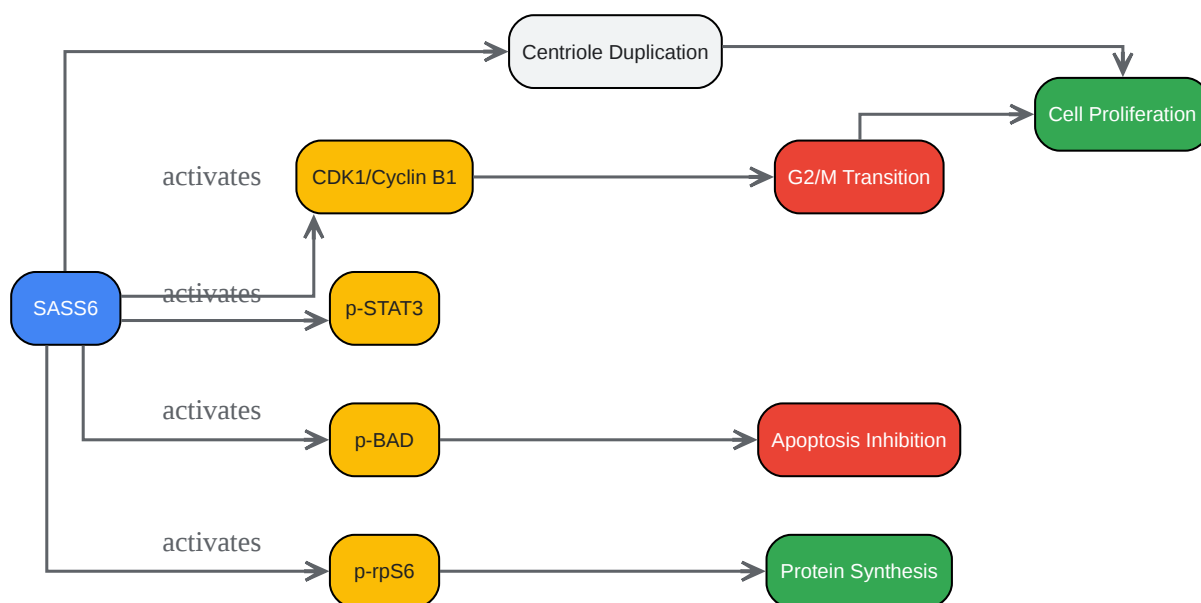 Centriole Duplication
Cell Proliferation
activates
CDK1/Cyclin B1
G2/M Transition
activates
SASS6
p-STAT3
activates
p-BAD
Apoptosis Inhibition
activates
p-rpS6
Protein Synthesis